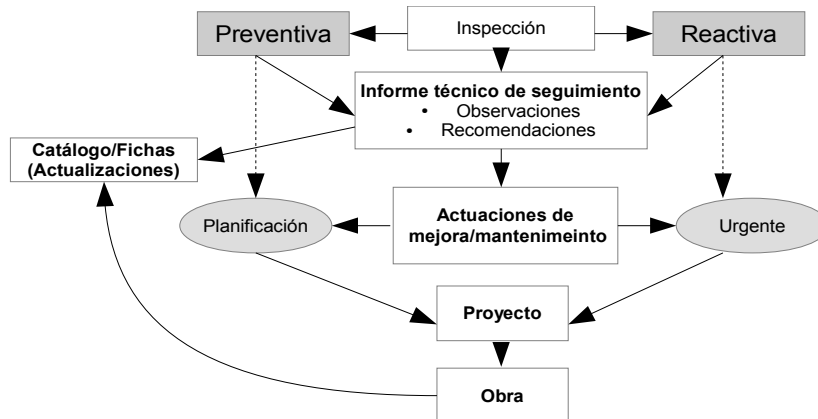 Preventiva
Inspección
Reactiva
Informe técnico de seguimiento
• Observaciones
• Recomendaciones
Catálogo/Fichas
(Actualizaciones)
Planificación
Actuaciones de
mejora/mantenimeinto
Urgente
Proyecto
Obra